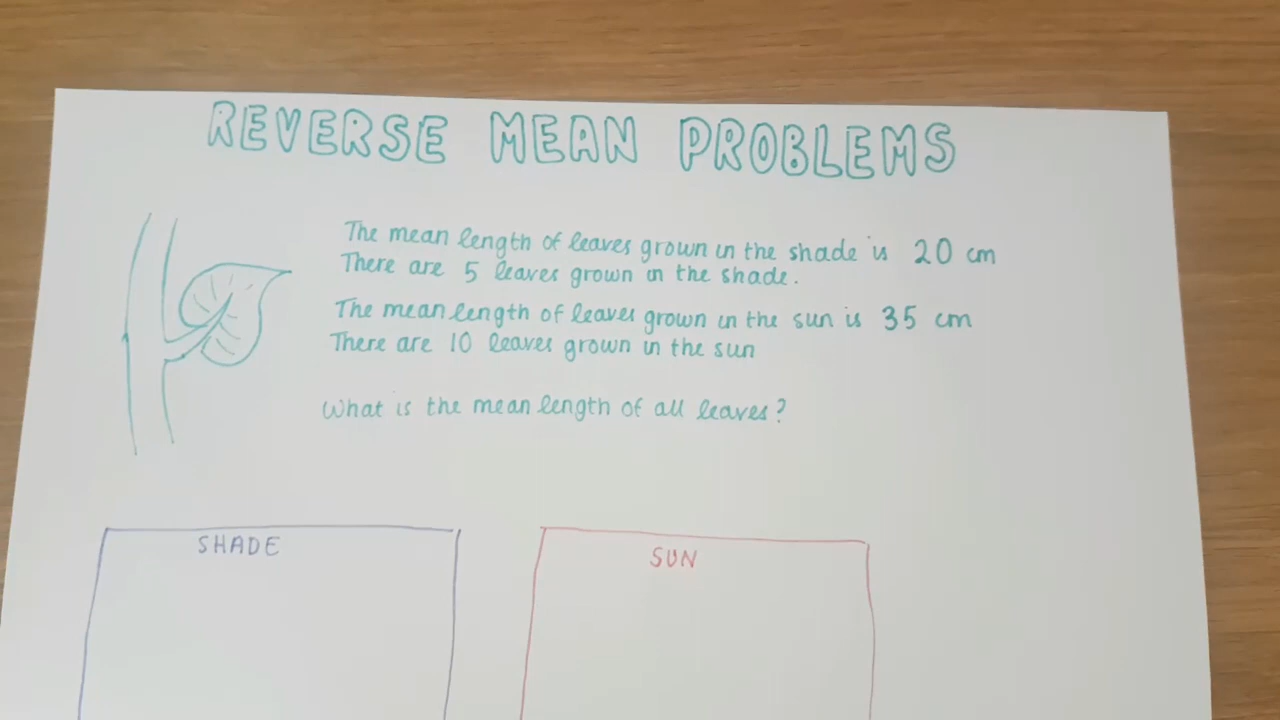 REVERSE MEAN PROBLEMS
The mean length of leaves grown in the shade is 20 cm
There are 5 leaves grown in the shade.
The mean length of leaves grown in the sun is 35 cm
There are 10 leaves grown in the sun
What is the mean length of all leaves?
SHADE
SUN